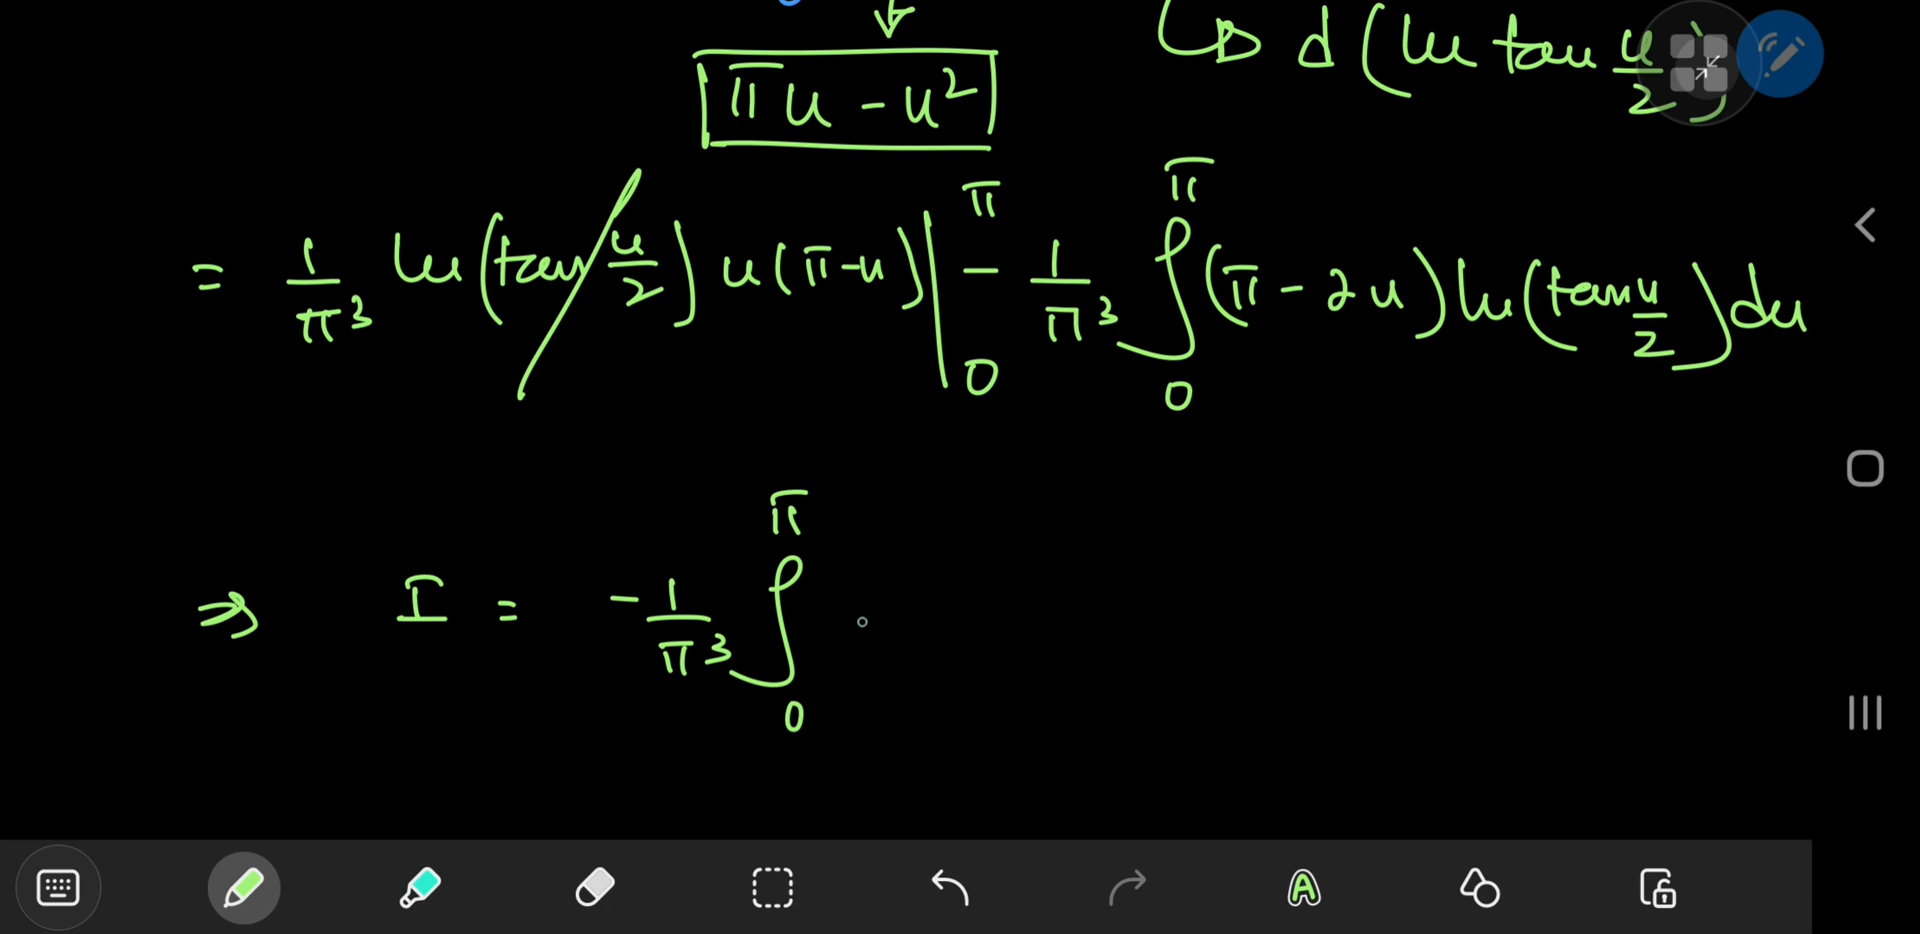 πu - u² ↳ d(ln tan u/2)
= 1/π³ ln(tan u/2) u(π-u) |₀^π - 1/π³ ∫₀^π (π - 2u) ln(tan u/2) du
⇒ I = -1/π³ ∫₀^π
A